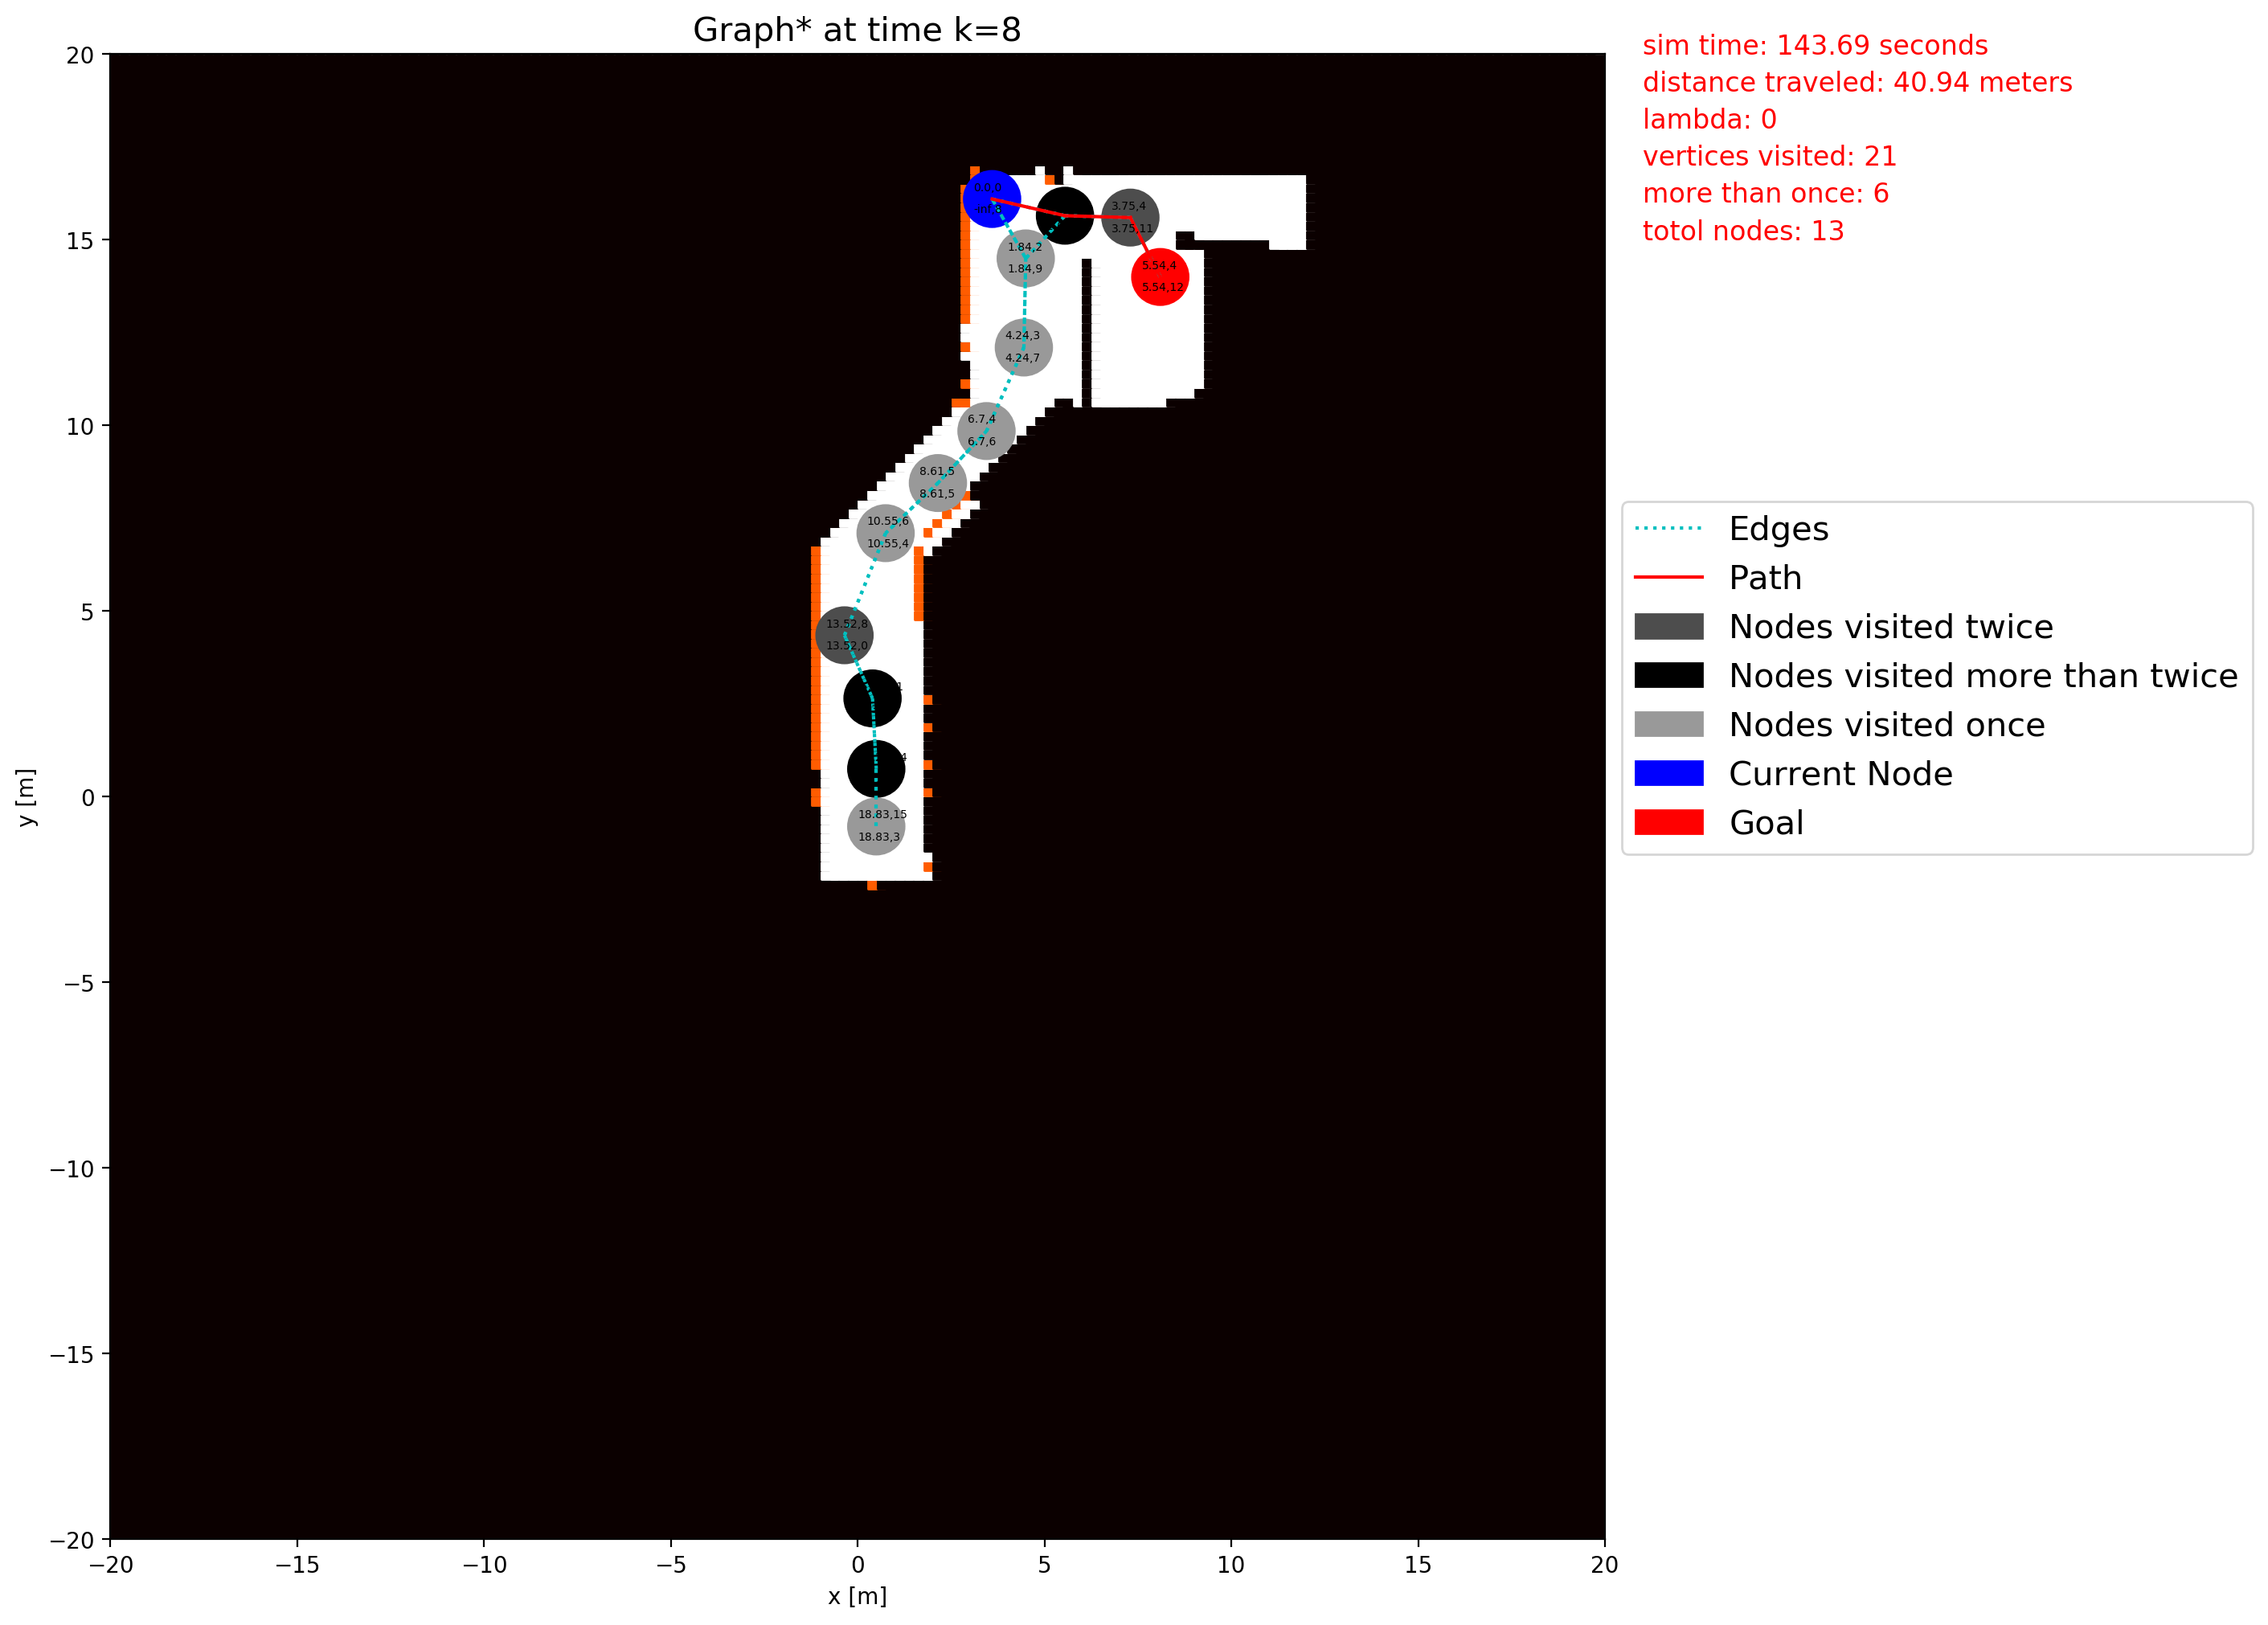 Graph* at time k=8
sim time: 143.69 seconds
distance traveled: 40.94 meters
lambda: 0
vertices visited: 21
more than once: 6
totol nodes: 13
20
15
10
5
0
−5
−10
−15
−20
y [m]
0.0,0
3.75,4
3.75,11
1.84,2
1.84,9
5.54,4
5.54,12
4.24,3
4.24,7
6.7,4
6.7,6
8.61,5
8.61,5
10.55,6
10.55,4
13.52,8
13.52,0
18.83,15
18.83,3
−20 −15 −10 −5 0 5 10 15 20
x [m]
Edges
Path
Nodes visited twice
Nodes visited more than twice
Nodes visited once
Current Node
Goal